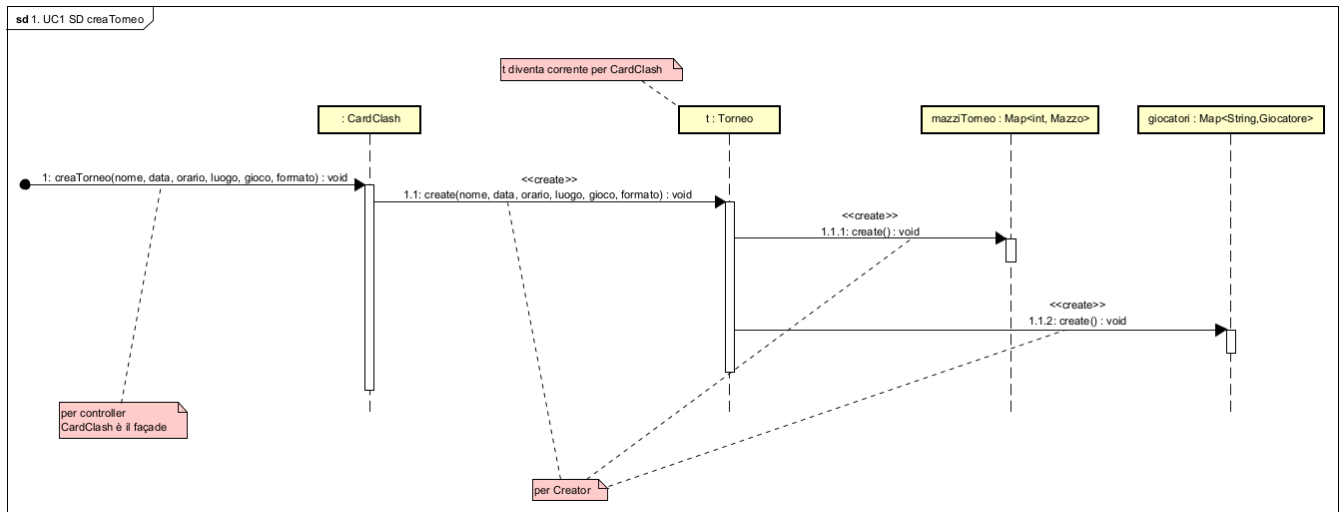 sd 1. UC1 SD creaTorneo
t diventa corrente per CardClash
: CardClash
t : Torneo
mazziTorneo : Map<int, Mazzo>
giocatori : Map<String,Giocatore>
1: creaTorneo(nome, data, orario, luogo, gioco, formato) : void
<<create>>
1.1: create(nome, data, orario, luogo, gioco, formato) : void
<<create>>
1.1.1: create() : void
<<create>>
1.1.2: create() : void
per controller
CardClash è il façade
per Creator